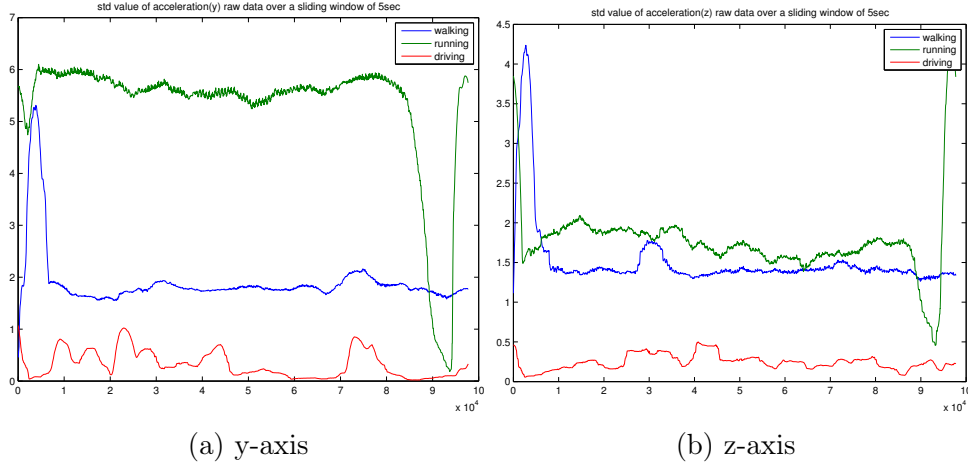 std value of acceleration(y) raw data over a sliding window of 5sec
7
6
5
4
3
2
1
0
walking
running
driving
0 1 2 3 4 5 6 7 8 9 10
x 10^4
(a) y-axis
std value of acceleration(z) raw data over a sliding window of 5sec
4.5
4
3.5
3
2.5
2
1.5
1
0.5
0
walking
running
driving
0 1 2 3 4 5 6 7 8 9 10
x 10^4
(b) z-axis